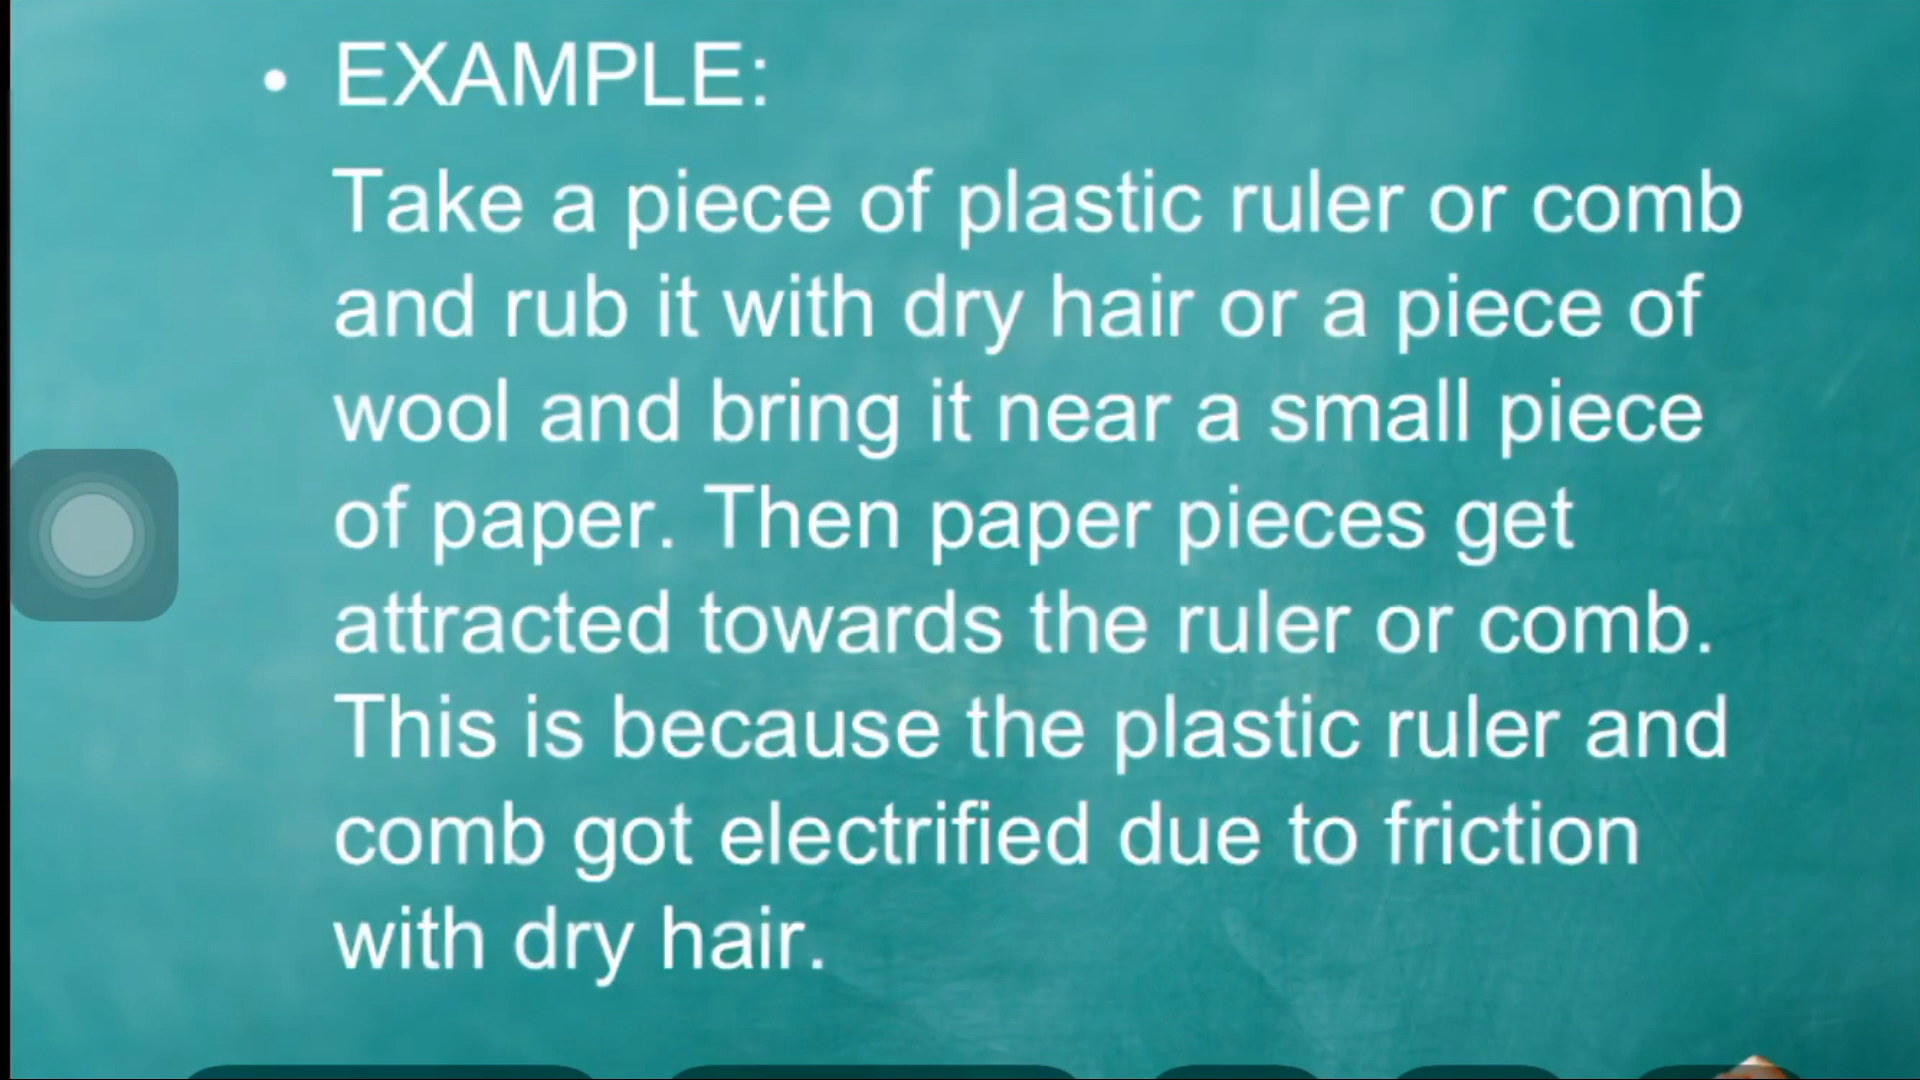 • EXAMPLE:
Take a piece of plastic ruler or comb
and rub it with dry hair or a piece of
wool and bring it near a small piece
of paper. Then paper pieces get
attracted towards the ruler or comb.
This is because the plastic ruler and
comb got electrified due to friction
with dry hair.